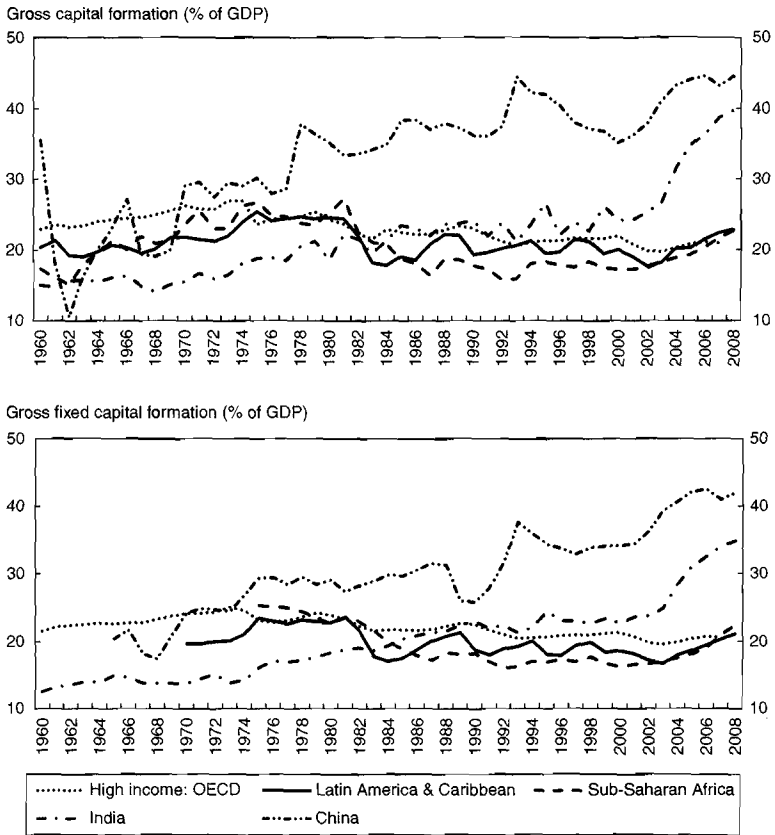 Gross capital formation (% of GDP)
50 50
40 40
30 30
20 20
10 10
1960 1962 1964 1966 1968 1970 1972 1974 1976 1978 1980 1982 1984 1986 1988 1990 1992 1994 1996 1998 2000 2002 2004 2006 2008
Gross fixed capital formation (% of GDP)
50 50
40 40
30 30
20 20
10 10
1960 1962 1964 1966 1968 1970 1972 1974 1976 1978 1980 1982 1984 1986 1988 1990 1992 1994 1996 1998 2000 2002 2004 2006 2008
High income: OECD Latin America & Caribbean Sub-Saharan Africa
India China